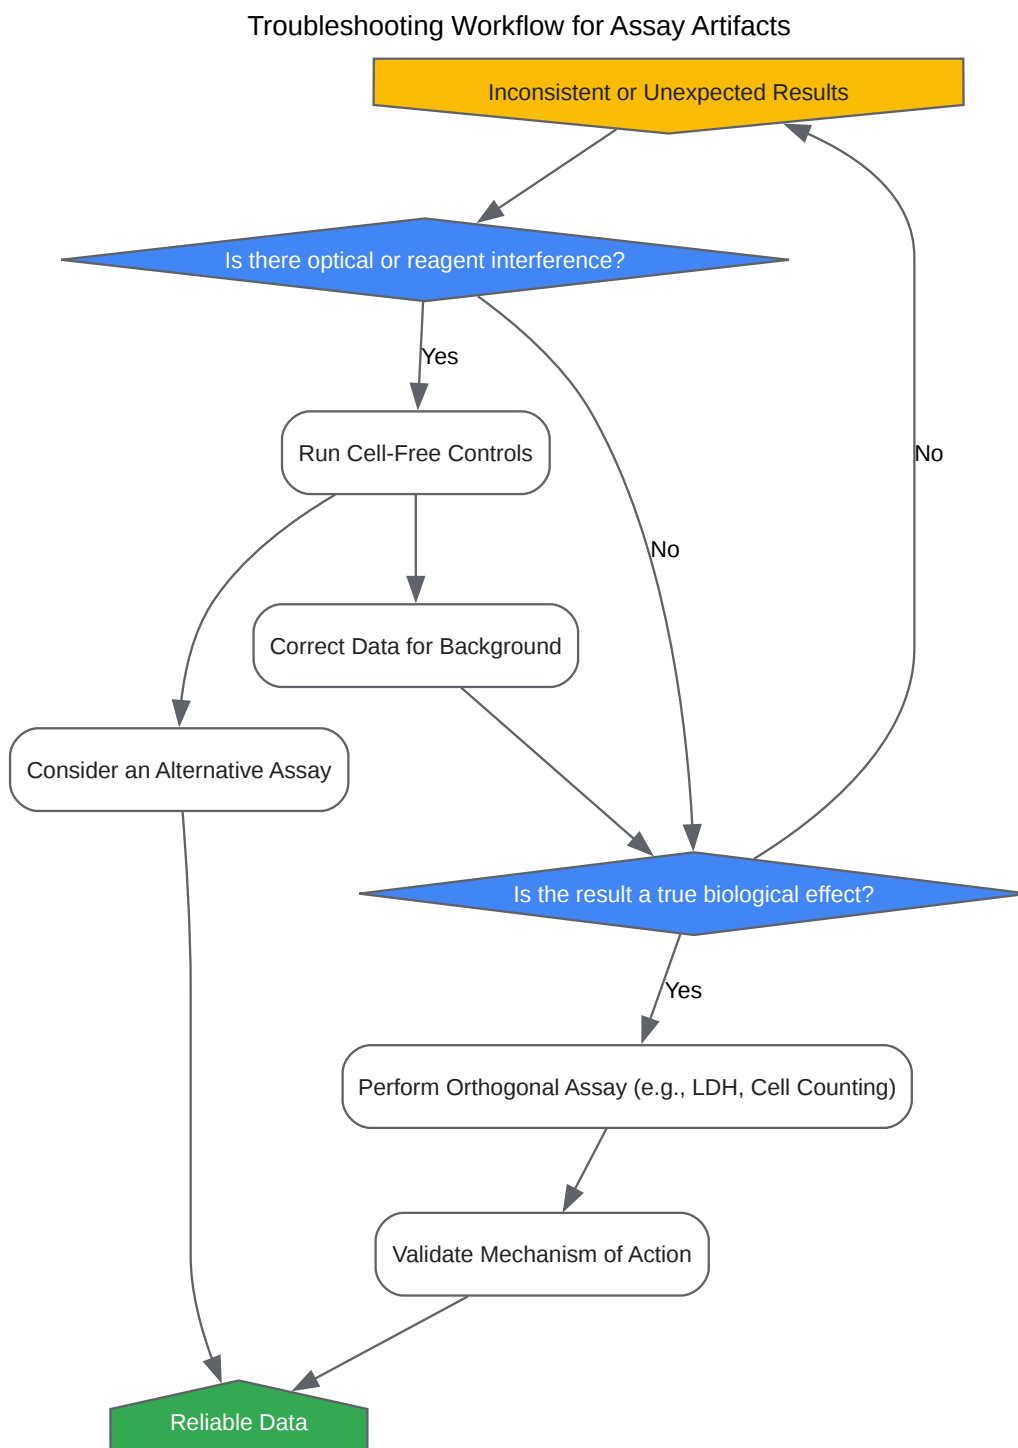 Troubleshooting Workflow for Assay Artifacts
Inconsistent or Unexpected Results
Is there optical or reagent interference?
Yes
Run Cell-Free Controls
No
No
Correct Data for Background
Consider an Alternative Assay
Is the result a true biological effect?
Yes
Perform Orthogonal Assay (e.g., LDH, Cell Counting)
Validate Mechanism of Action
Reliable Data